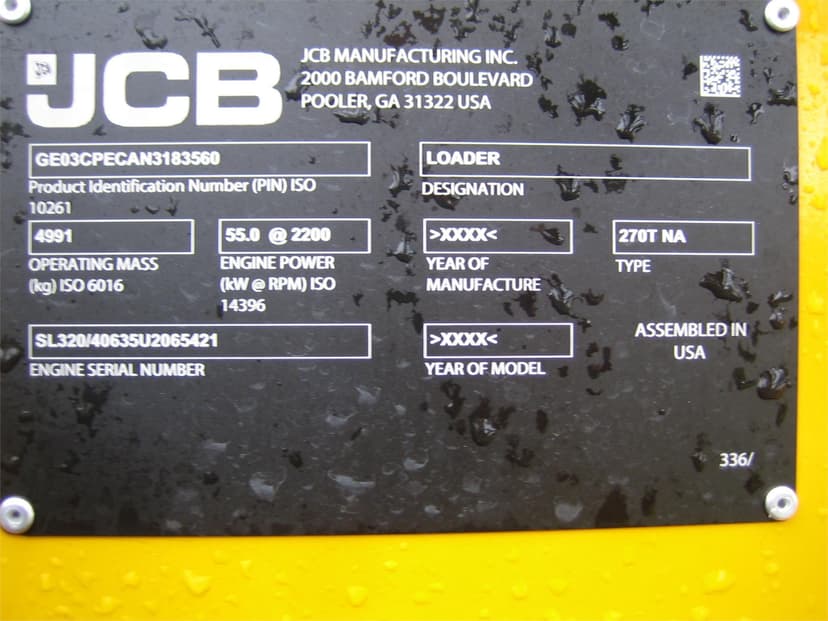 JCB
JCB MANUFACTURING INC.
2000 BAMFORD BOULEVARD
POOLER, GA 31322 USA
GE03CPECAN3183560
Product Identification Number (PIN) ISO
10261
LOADER
DESIGNATION
4991
OPERATING MASS
(kg) ISO 6016
55.0 @ 2200
ENGINE POWER
(kW @ RPM) ISO
14396
>XXXX<
YEAR OF
MANUFACTURE
270T NA
TYPE
SL320/40635U2065421
ENGINE SERIAL NUMBER
>XXXX<
YEAR OF MODEL
ASSEMBLED IN
USA
336/